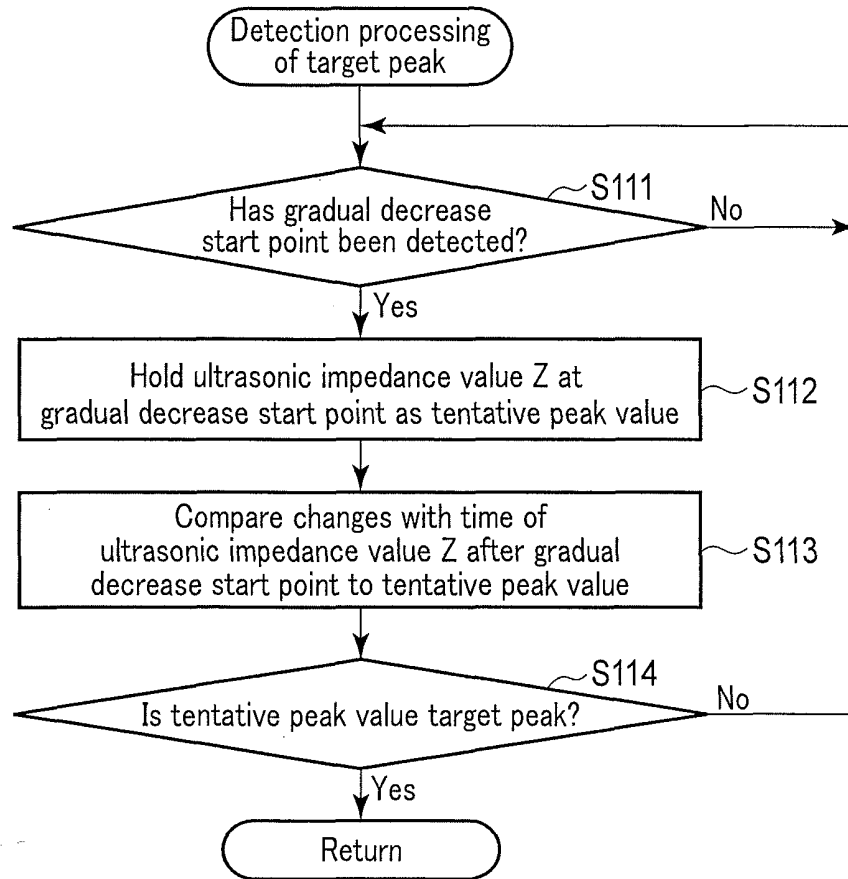 Detection processing
of target peak
S111
Has gradual decrease
start point been detected?
No
Yes
Hold ultrasonic impedance value Z at
gradual decrease start point as tentative peak value
S112
Compare changes with time of
ultrasonic impedance value Z after gradual
decrease start point to tentative peak value
S113
S114
Is tentative peak value target peak?
No
Yes
Return